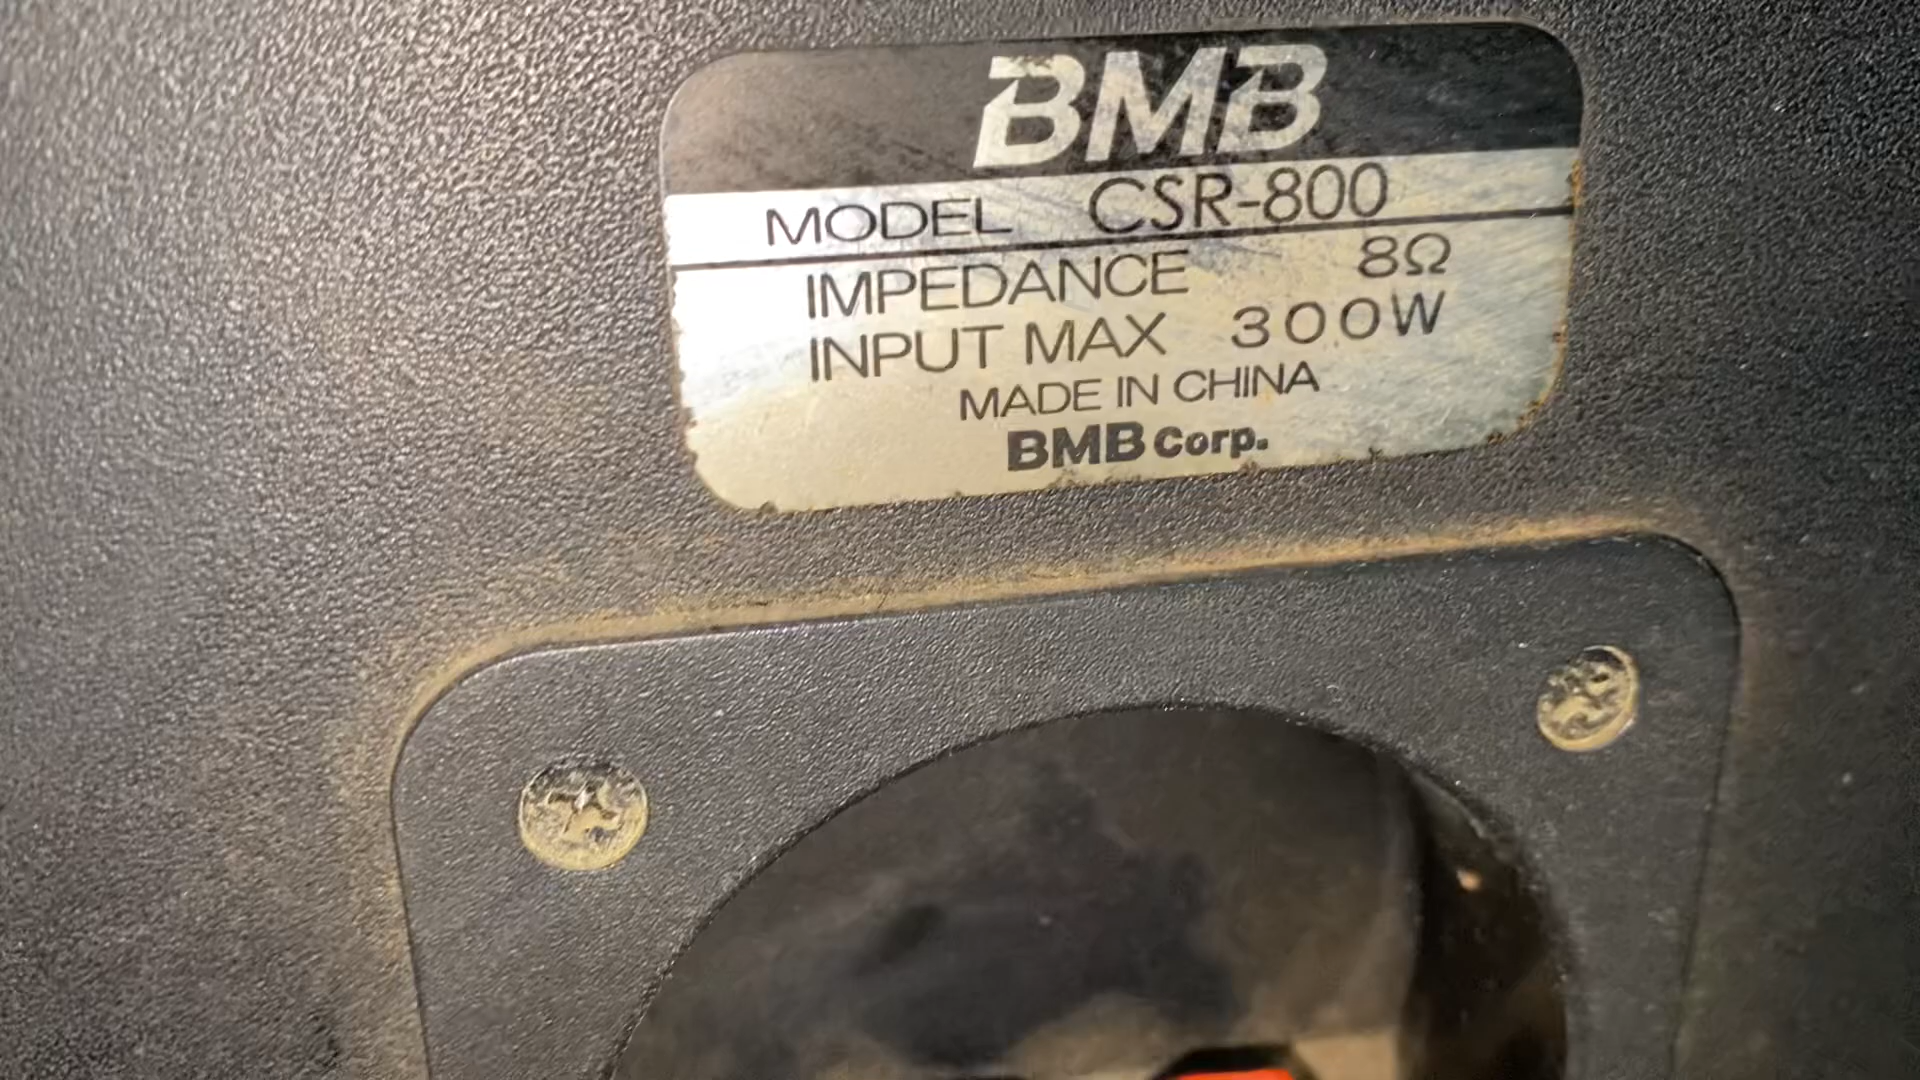 BMB
MODEL CSR-800
IMPEDANCE 8Ω
INPUT MAX 300W
MADE IN CHINA
BMB Corp.